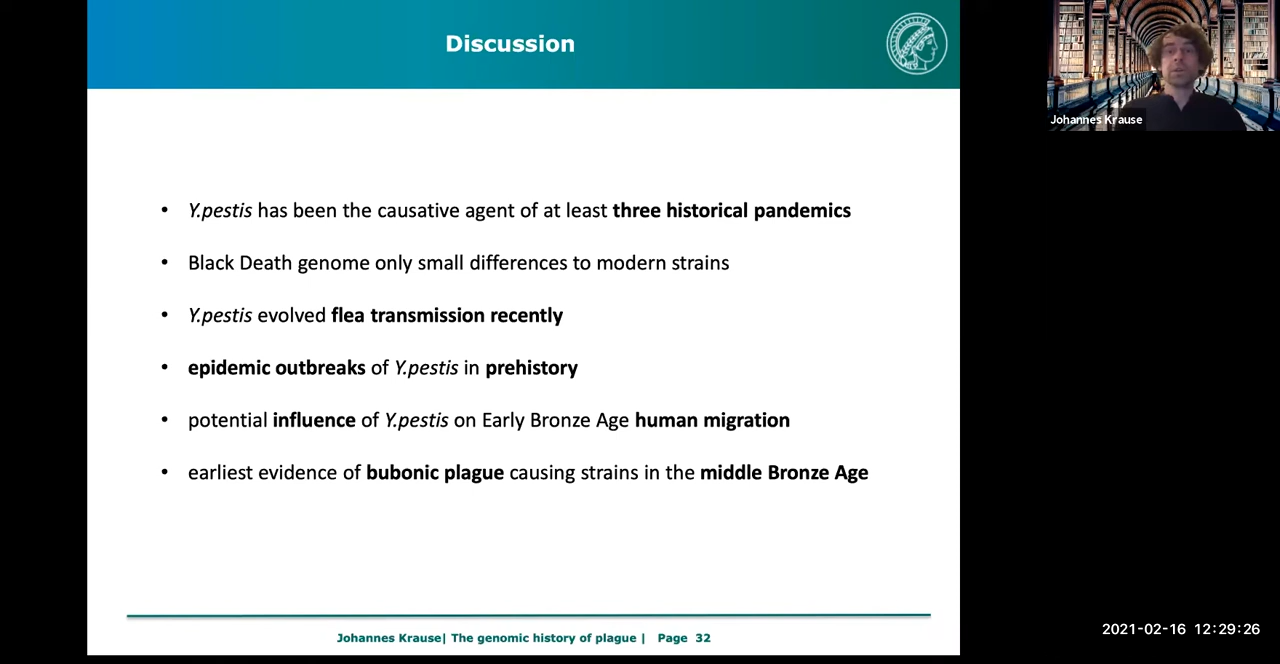 Discussion
Johannes Krause
• Y.pestis has been the causative agent of at least three historical pandemics
• Black Death genome only small differences to modern strains
• Y.pestis evolved flea transmission recently
• epidemic outbreaks of Y.pestis in prehistory
• potential influence of Y.pestis on Early Bronze Age human migration
• earliest evidence of bubonic plague causing strains in the middle Bronze Age
Johannes Krause| The genomic history of plague | Page 32
2021-02-16 12:29:26